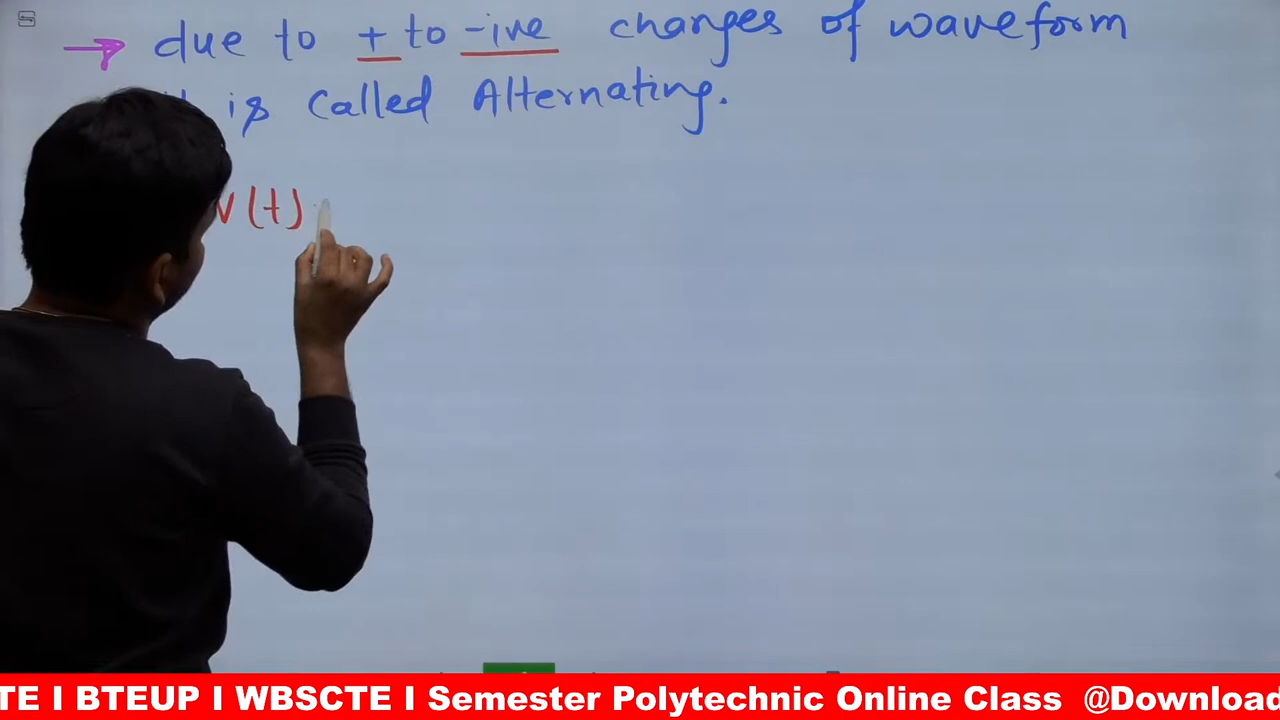 → due to + to -ive changes of waveform
is called Alternating.
v(t)
TE I BTEUP I WBSCTE I Semester Polytechnic Online Class @Download